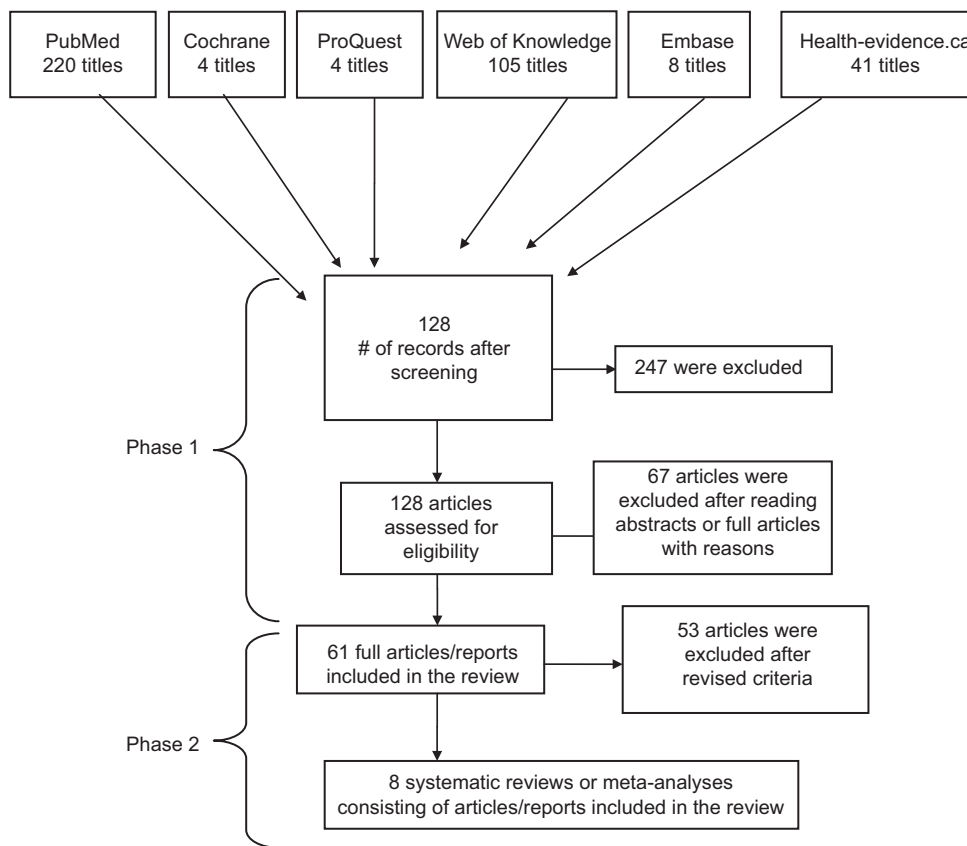 PubMed
220 titles
Cochrane
4 titles
ProQuest
4 titles
Web of Knowledge
105 titles
Embase
8 titles
Health-evidence.ca
41 titles
128
# of records after
screening
247 were excluded
Phase 1
128 articles
assessed for
eligibility
67 articles were
excluded after reading
abstracts or full articles
with reasons
61 full articles/reports
included in the review
53 articles were
excluded after
revised criteria
Phase 2
8 systematic reviews or meta-analyses
consisting of articles/reports included in the review